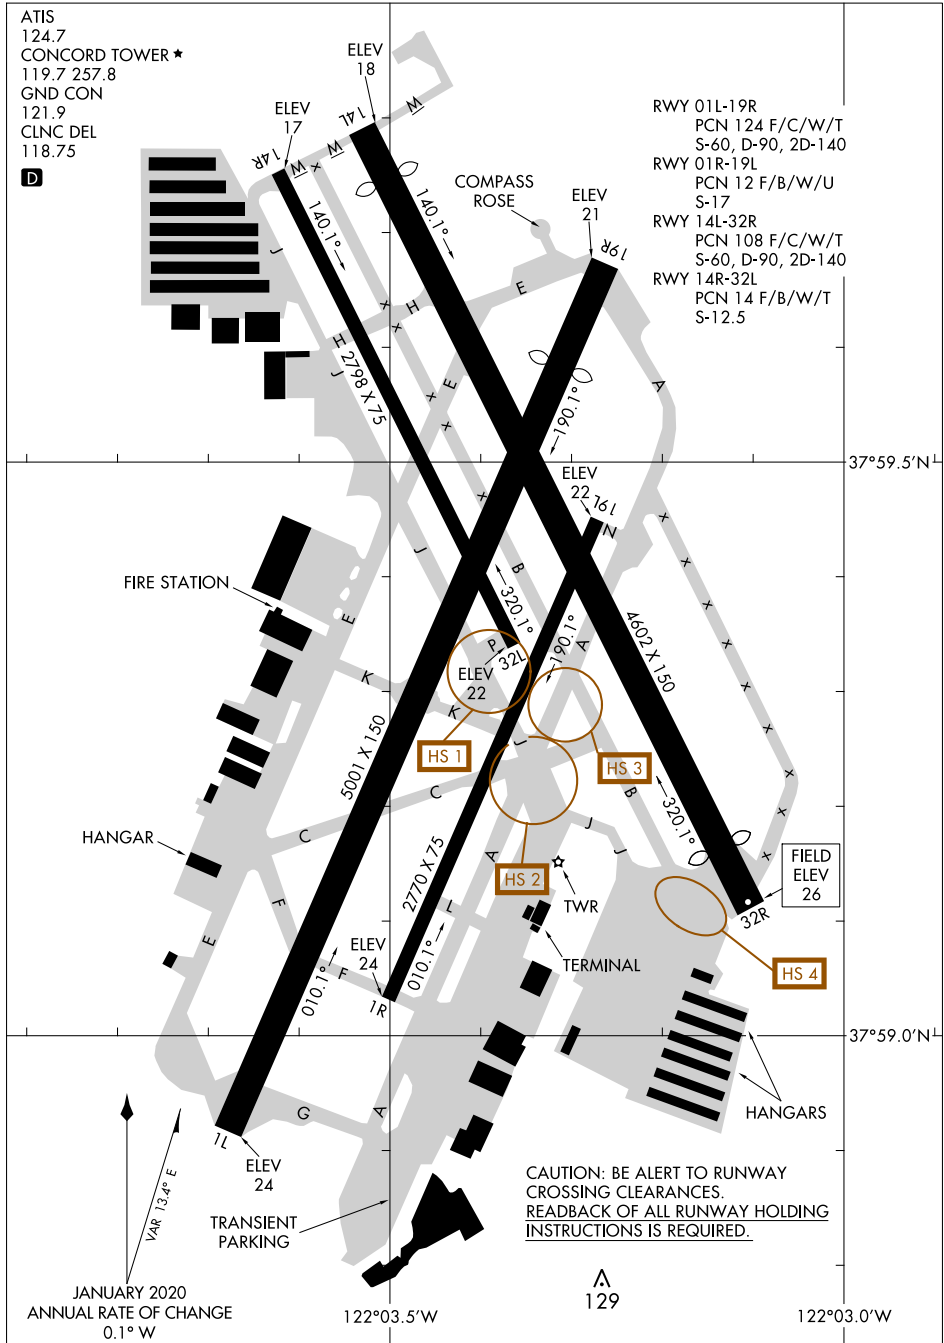 ATIS
124.7
CONCORD TOWER ★
119.7 257.8
GND CON
121.9
CLNC DEL
118.75
D
RWY 01L-19R
PCN 124 F/C/W/T
S-60, D-90, 2D-140
RWY 01R-19L
PCN 12 F/B/W/U
S-17
RWY 14L-32R
PCN 108 F/C/W/T
S-60, D-90, 2D-140
RWY 14R-32L
PCN 14 F/B/W/T
S-12.5
ELEV
18
14L
W
ELEV
17
14R
W
W
x
140.1°
140.1°
COMPASS
ROSE
ELEV
21
19R
J
E
H
x
x
H
J
2798 X 75
E
A
x
x
190.1°
37°59.5'N
ELEV
22
19L
N
x
x
x
x
x
x
x
x
J
B
320.1°
FIRE STATION
E
P
32L
ELEV
22
190.1°
A
4602 X 150
K
K
J
HS 1
HS 3
5001 X 150
C
C
B
320.1°
J
J
HANGAR
A
HS 2
TWR
FIELD
ELEV
26
32R
2770 X 75
F
L
E
ELEV
24
F
010.1°
010.1°
1R
TERMINAL
HS 4
37°59.0'N
HANGARS
G
A
1L
ELEV
24
VAR 13.4° E
TRANSIENT
PARKING
CAUTION: BE ALERT TO RUNWAY
CROSSING CLEARANCES.
READBACK OF ALL RUNWAY HOLDING
INSTRUCTIONS IS REQUIRED.
129
JANUARY 2020
ANNUAL RATE OF CHANGE
0.1° W
122°03.5'W
122°03.0'W